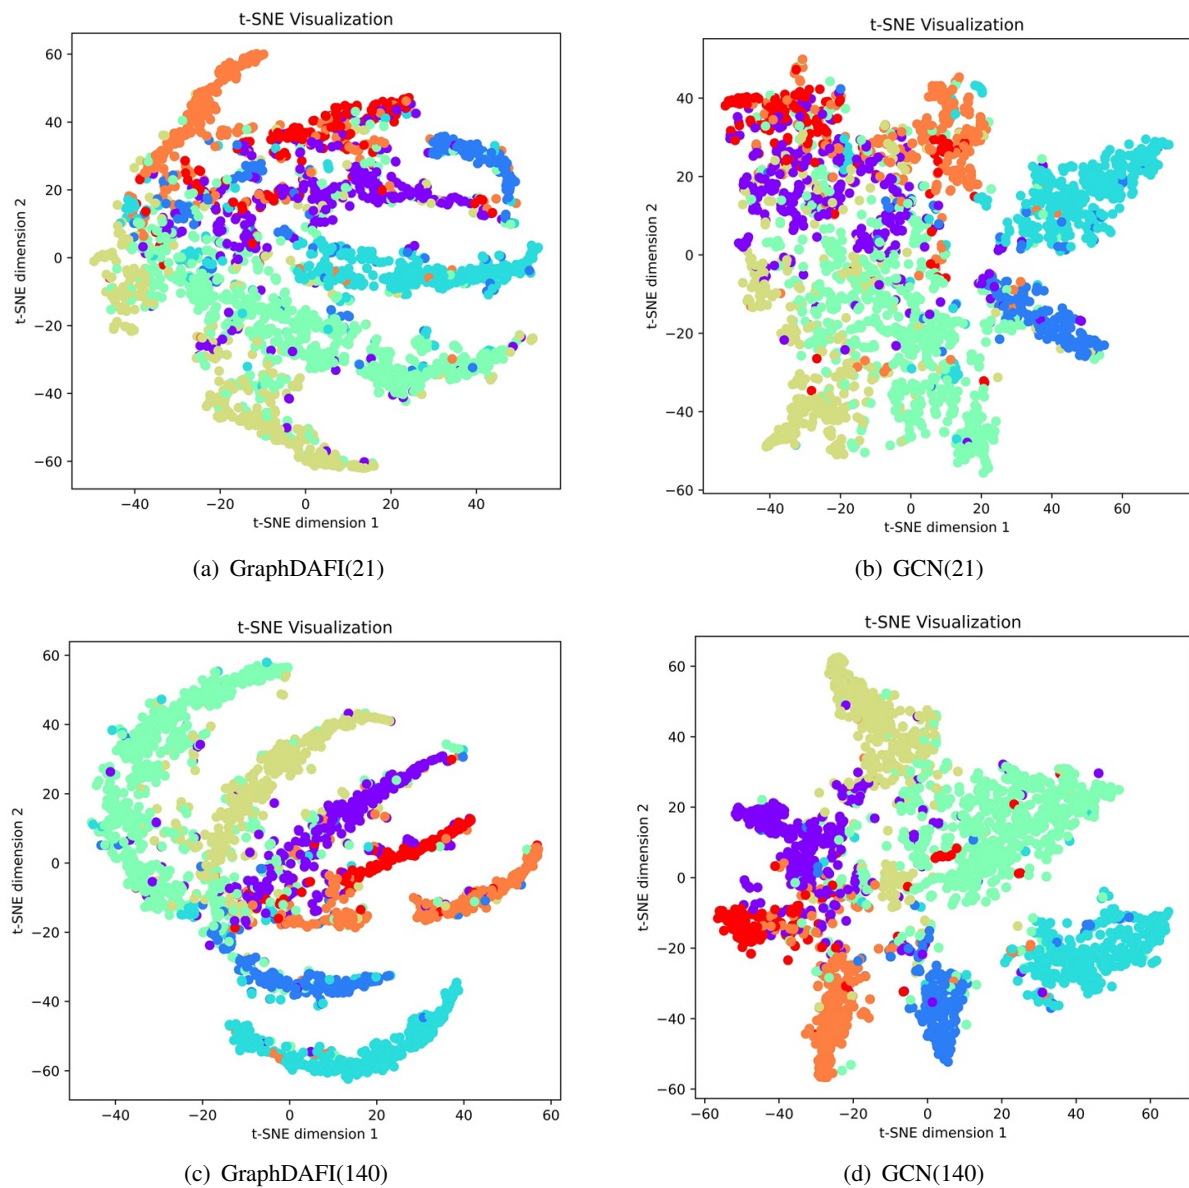 t-SNE Visualization
60
40
20
0
−20
−40
−60
t-SNE dimension 2
−40 −20 0 20 40
t-SNE dimension 1
(a) GraphDAFI(21)
t-SNE Visualization
40
20
0
−20
−40
−60
t-SNE dimension 2
−40 −20 0 20 40 60
t-SNE dimension 1
(b) GCN(21)
t-SNE Visualization
60
40
20
0
−20
−40
−60
t-SNE dimension 2
−40 −20 0 20 40 60
t-SNE dimension 1
(c) GraphDAFI(140)
t-SNE Visualization
60
40
20
0
−20
−40
−60
t-SNE dimension 2
−60 −40 −20 0 20 40 60
t-SNE dimension 1
(d) GCN(140)